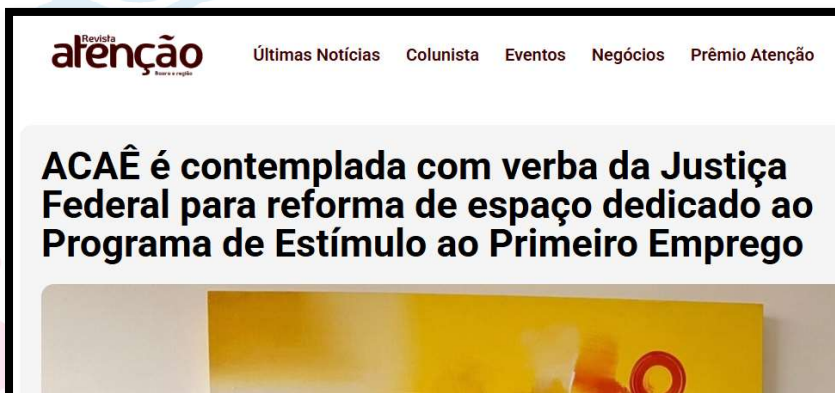 Revista
atenção
Últimas Notícias Colunista Eventos Negócios Prêmio Atenção
ACAÊ é contemplada com verba da Justiça
Federal para reforma de espaço dedicado ao
Programa de Estímulo ao Primeiro Emprego